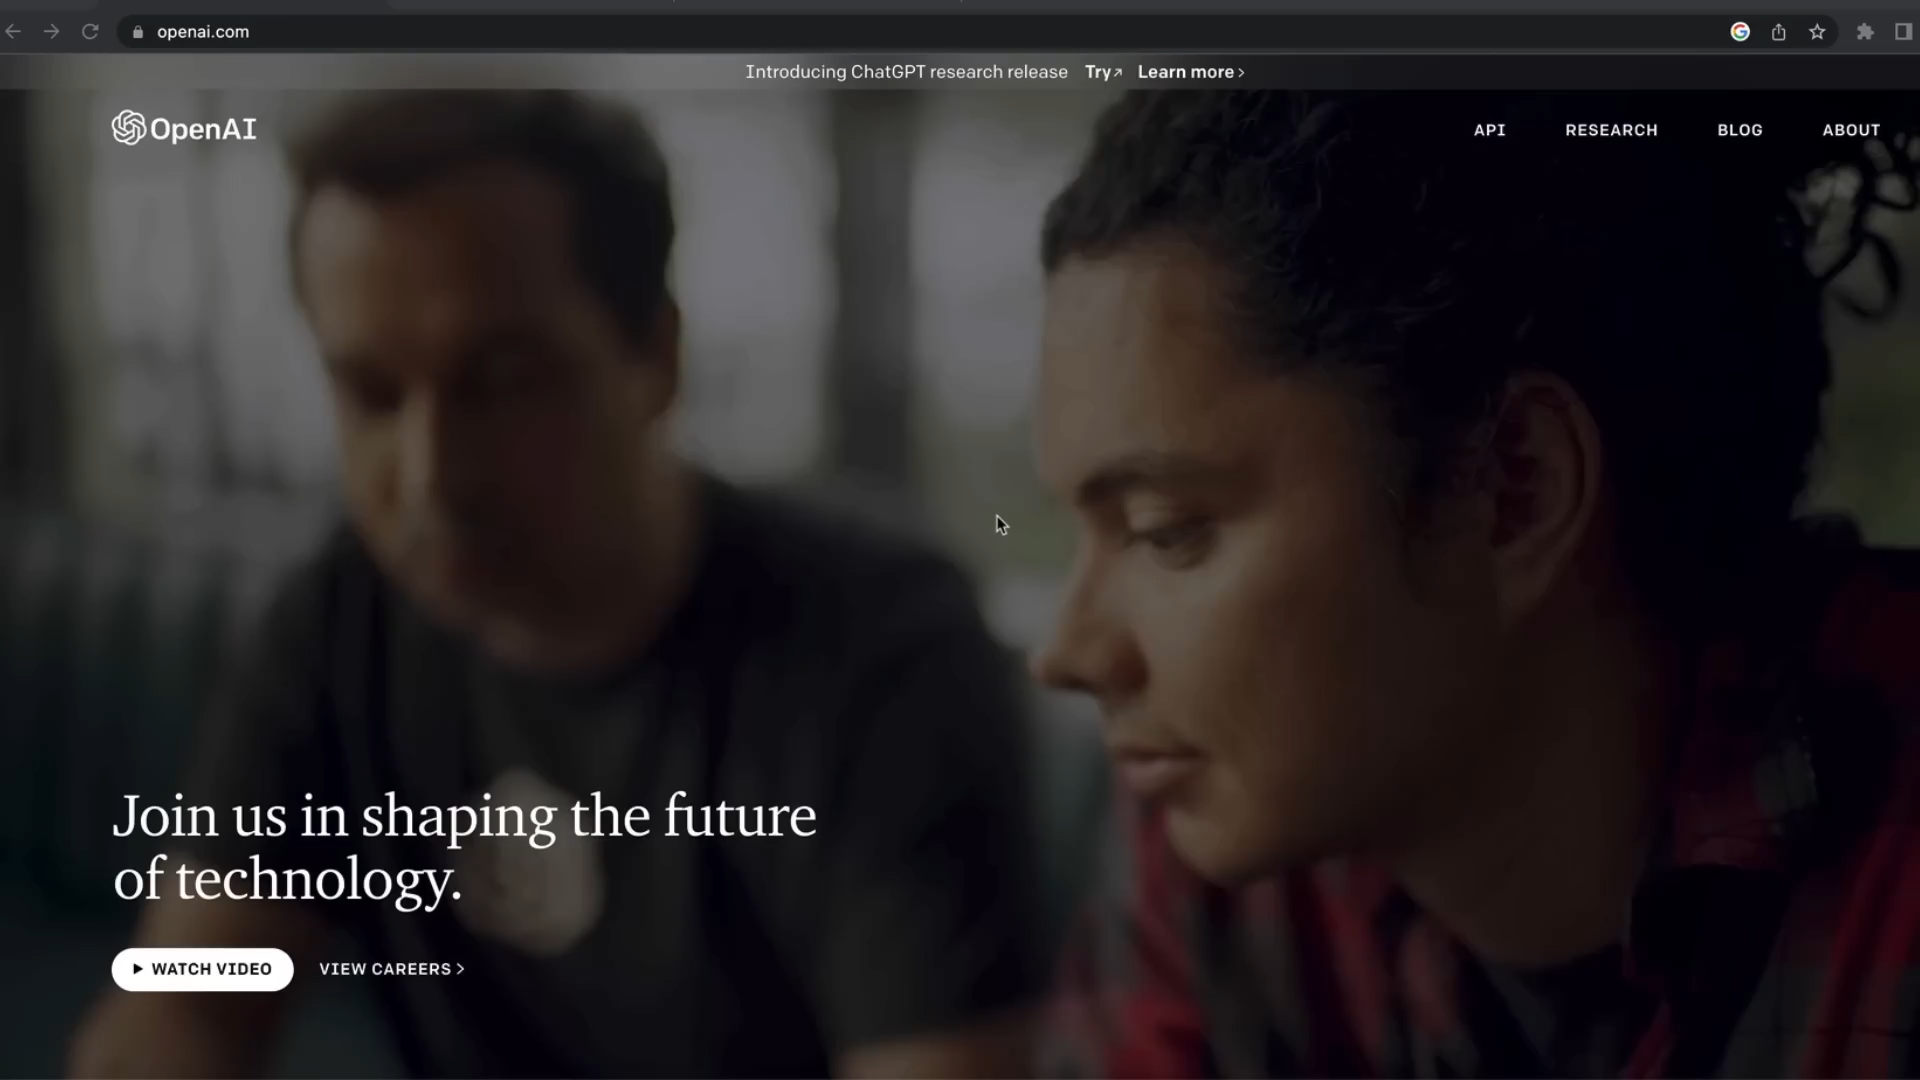 openai.com
Introducing ChatGPT research release Try↗ Learn more >
OpenAI
API RESEARCH BLOG ABOUT
Join us in shaping the future
of technology.
WATCH VIDEO VIEW CAREERS >